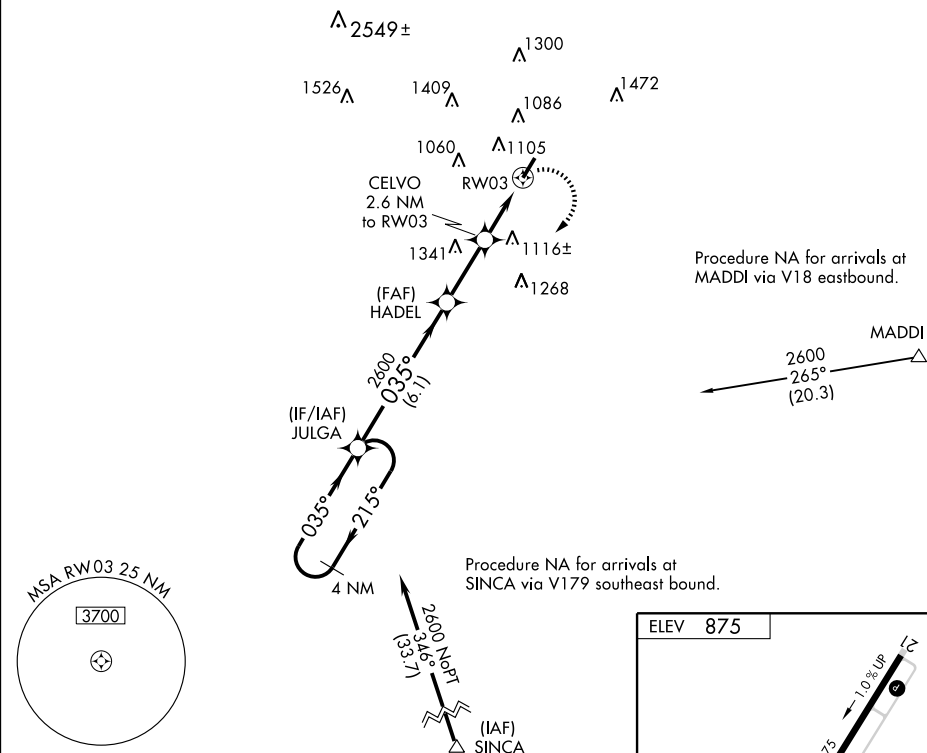 2549±
1300
1526
1409
1472
1086
1060
1105
CELVO
2.6 NM
to RW03
RW03
1341
1116±
1268
Procedure NA for arrivals at
MADDI via V18 eastbound.
(FAF)
HADEL
MADDI
2600
265°
(20.3)
2600
035°
(6.1)
(IF/IAF)
JULGA
035°
215°
4 NM
Procedure NA for arrivals at
SINCA via V179 southeast bound.
MSA RW03 25 NM
3700
2600 NoPT
346°
(33.7)
(IAF)
SINCA
ELEV 875
21
1.0% UP
P